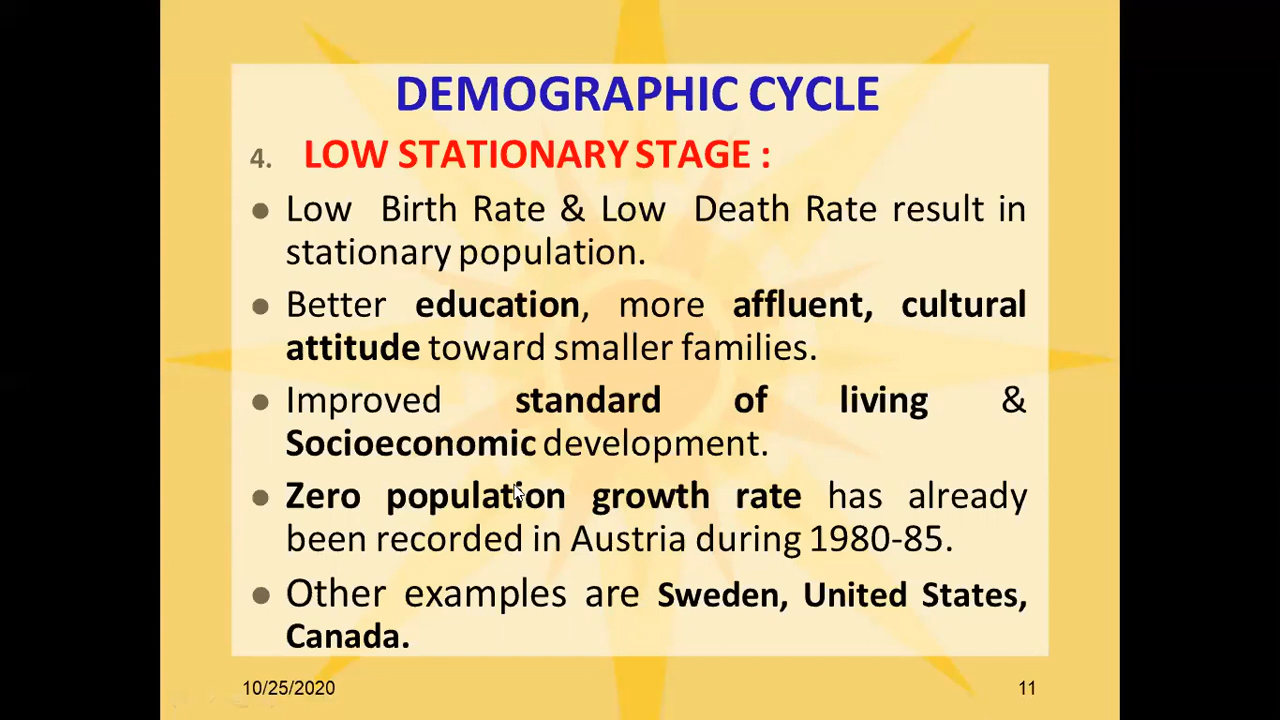 DEMOGRAPHIC CYCLE
4. LOW STATIONARY STAGE :
● Low Birth Rate & Low Death Rate result in
stationary population.
● Better education, more affluent, cultural
attitude toward smaller families.
● Improved standard of living &
Socioeconomic development.
● Zero population growth rate has already
been recorded in Austria during 1980-85.
● Other examples are Sweden, United States,
Canada.
10/25/2020
11